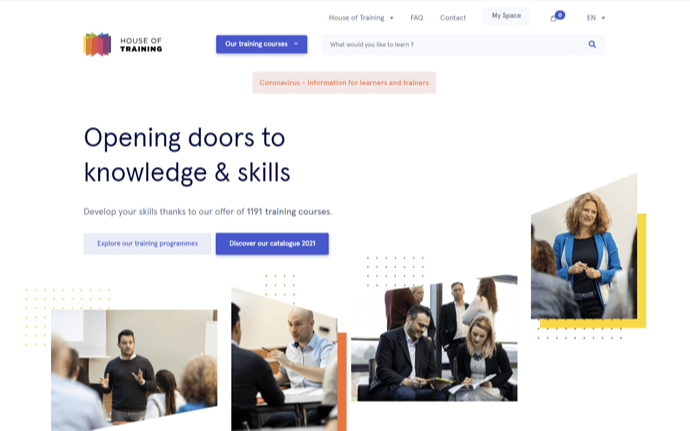 House of Training
FAQ
Contact
My Space
0
EN
HOUSE OF
TRAINING
Our training courses
What would you like to learn ?
Coronavirus - Information for learners and trainers
Opening doors to
knowledge & skills
Develop your skills thanks to our offer of 1191 training courses.
Explore our training programmes
Discover our catalogue 2021